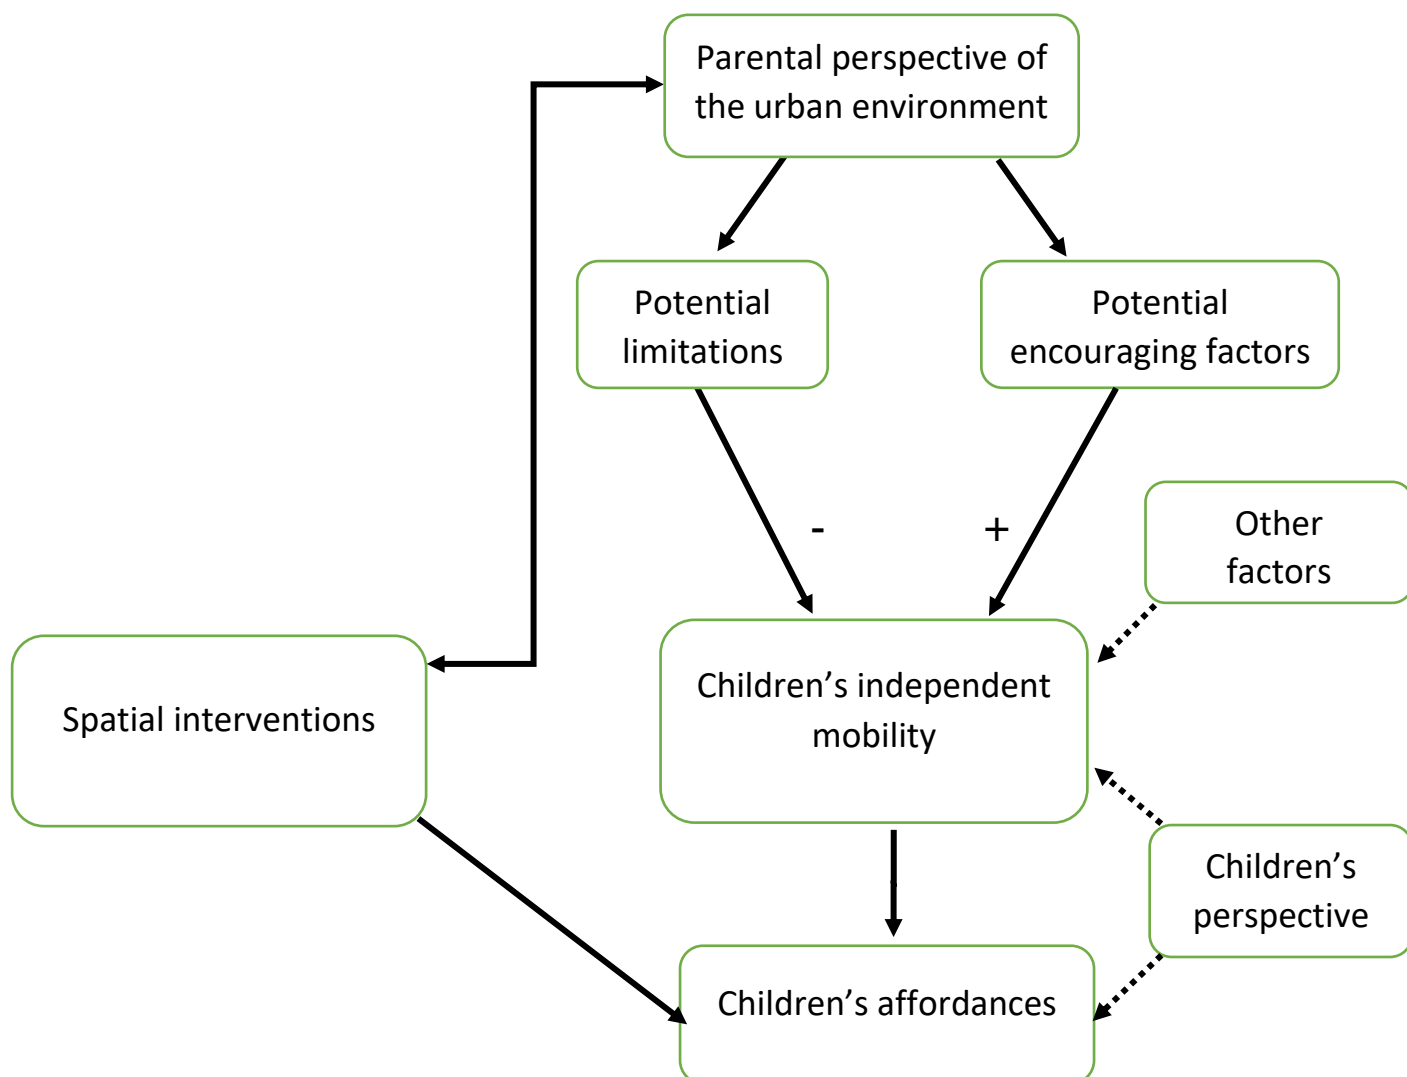 Parental perspective of
the urban environment
Potential
limitations
Potential
encouraging factors
-
+
Other
factors
Children’s independent
mobility
Spatial interventions
Children’s
perspective
Children’s affordances